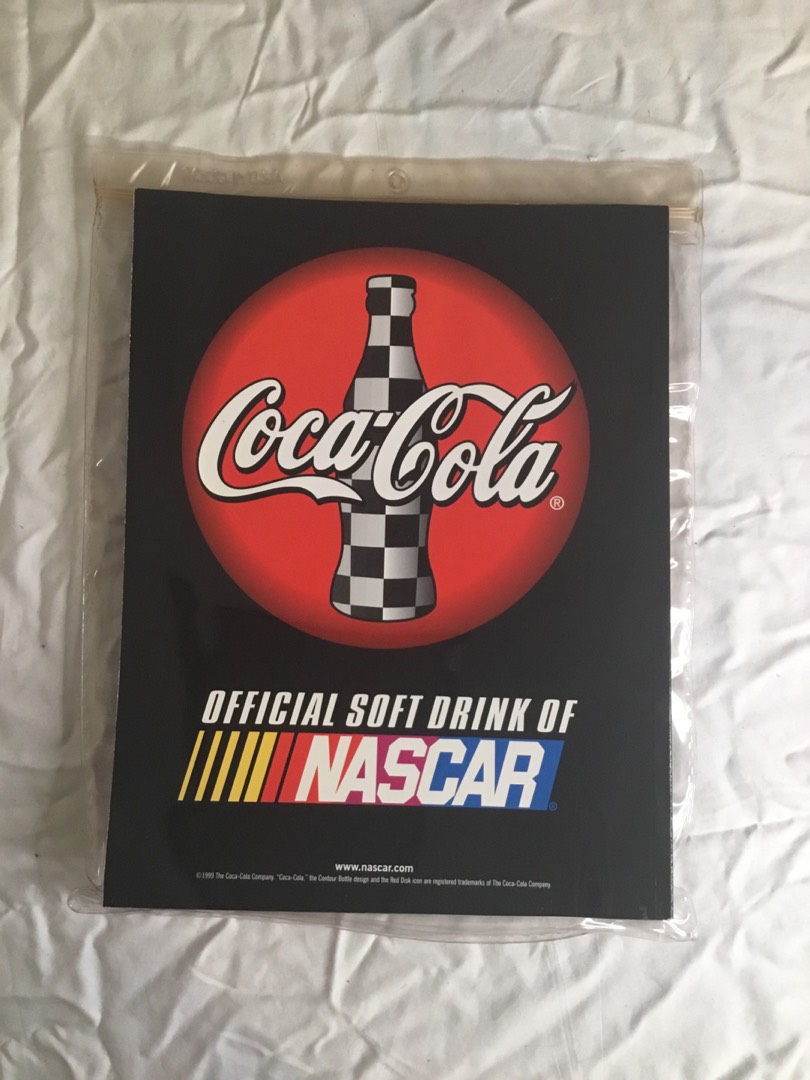 Coca-Cola®
OFFICIAL SOFT DRINK OF
NASCAR®
www.nascar.com
©1999 The Coca-Cola Company. "Coca-Cola," the Contour Bottle design and the Red Disk icon are registered trademarks of The Coca-Cola Company.